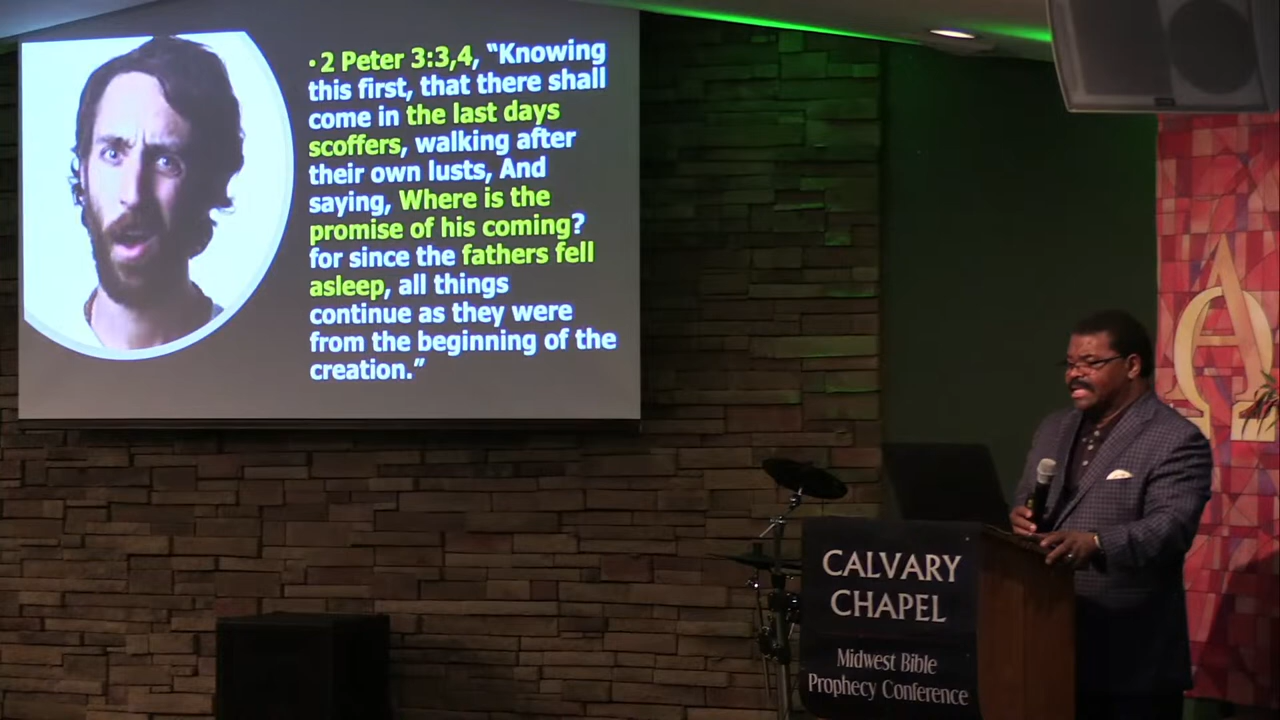 •2 Peter 3:3,4, “Knowing
this first, that there shall
come in the last days
scoffers, walking after
their own lusts, And
saying, Where is the
promise of his coming?
for since the fathers fell
asleep, all things
continue as they were
from the beginning of the
creation.”
CALVARY
CHAPEL
Midwest Bible
Prophecy Conference
ΑΩ